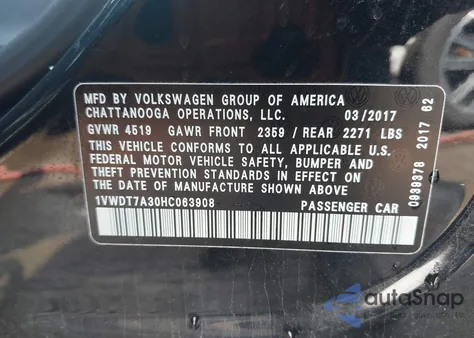 MFD BY VOLKSWAGEN GROUP OF AMERICA
CHATTANOOGA OPERATIONS, LLC. 03/2017
GVWR 4519 GAWR FRONT 2359 / REAR 2271 LBS
THIS VEHICLE CONFORMS TO ALL APPLICABLE U.S.
FEDERAL MOTOR VEHICLE SAFETY, BUMPER AND
THEFT PREVENTION STANDARDS IN EFFECT ON
THE DATE OF MANUFACTURE SHOWN ABOVE
1VWDT7A30HC063908 PASSENGER CAR
0939378 2017 62
autoSnap